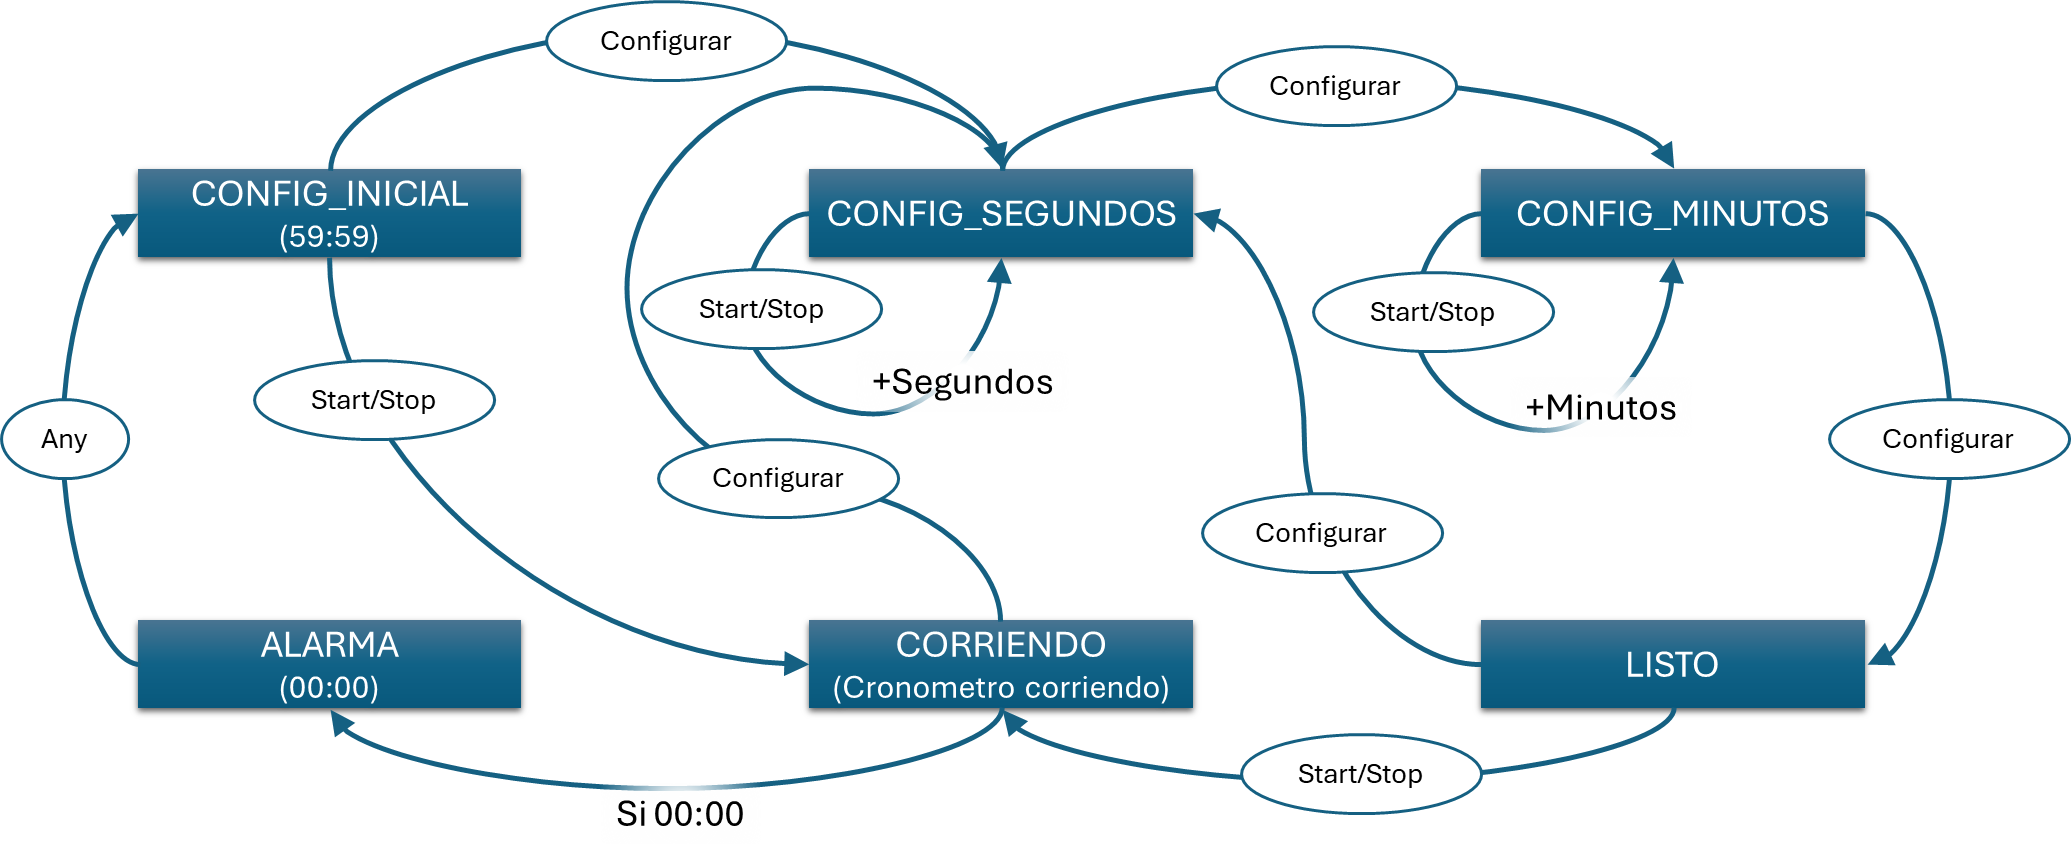 Configurar
Configurar
CONFIG_INICIAL
(59:59)
CONFIG_SEGUNDOS
CONFIG_MINUTOS
Start/Stop
Start/Stop
+Segundos
Start/Stop
+Minutos
Any
Configurar
Configurar
Configurar
ALARMA
(00:00)
CORRIENDO
(Cronometro corriendo)
LISTO
Start/Stop
Si 00:00